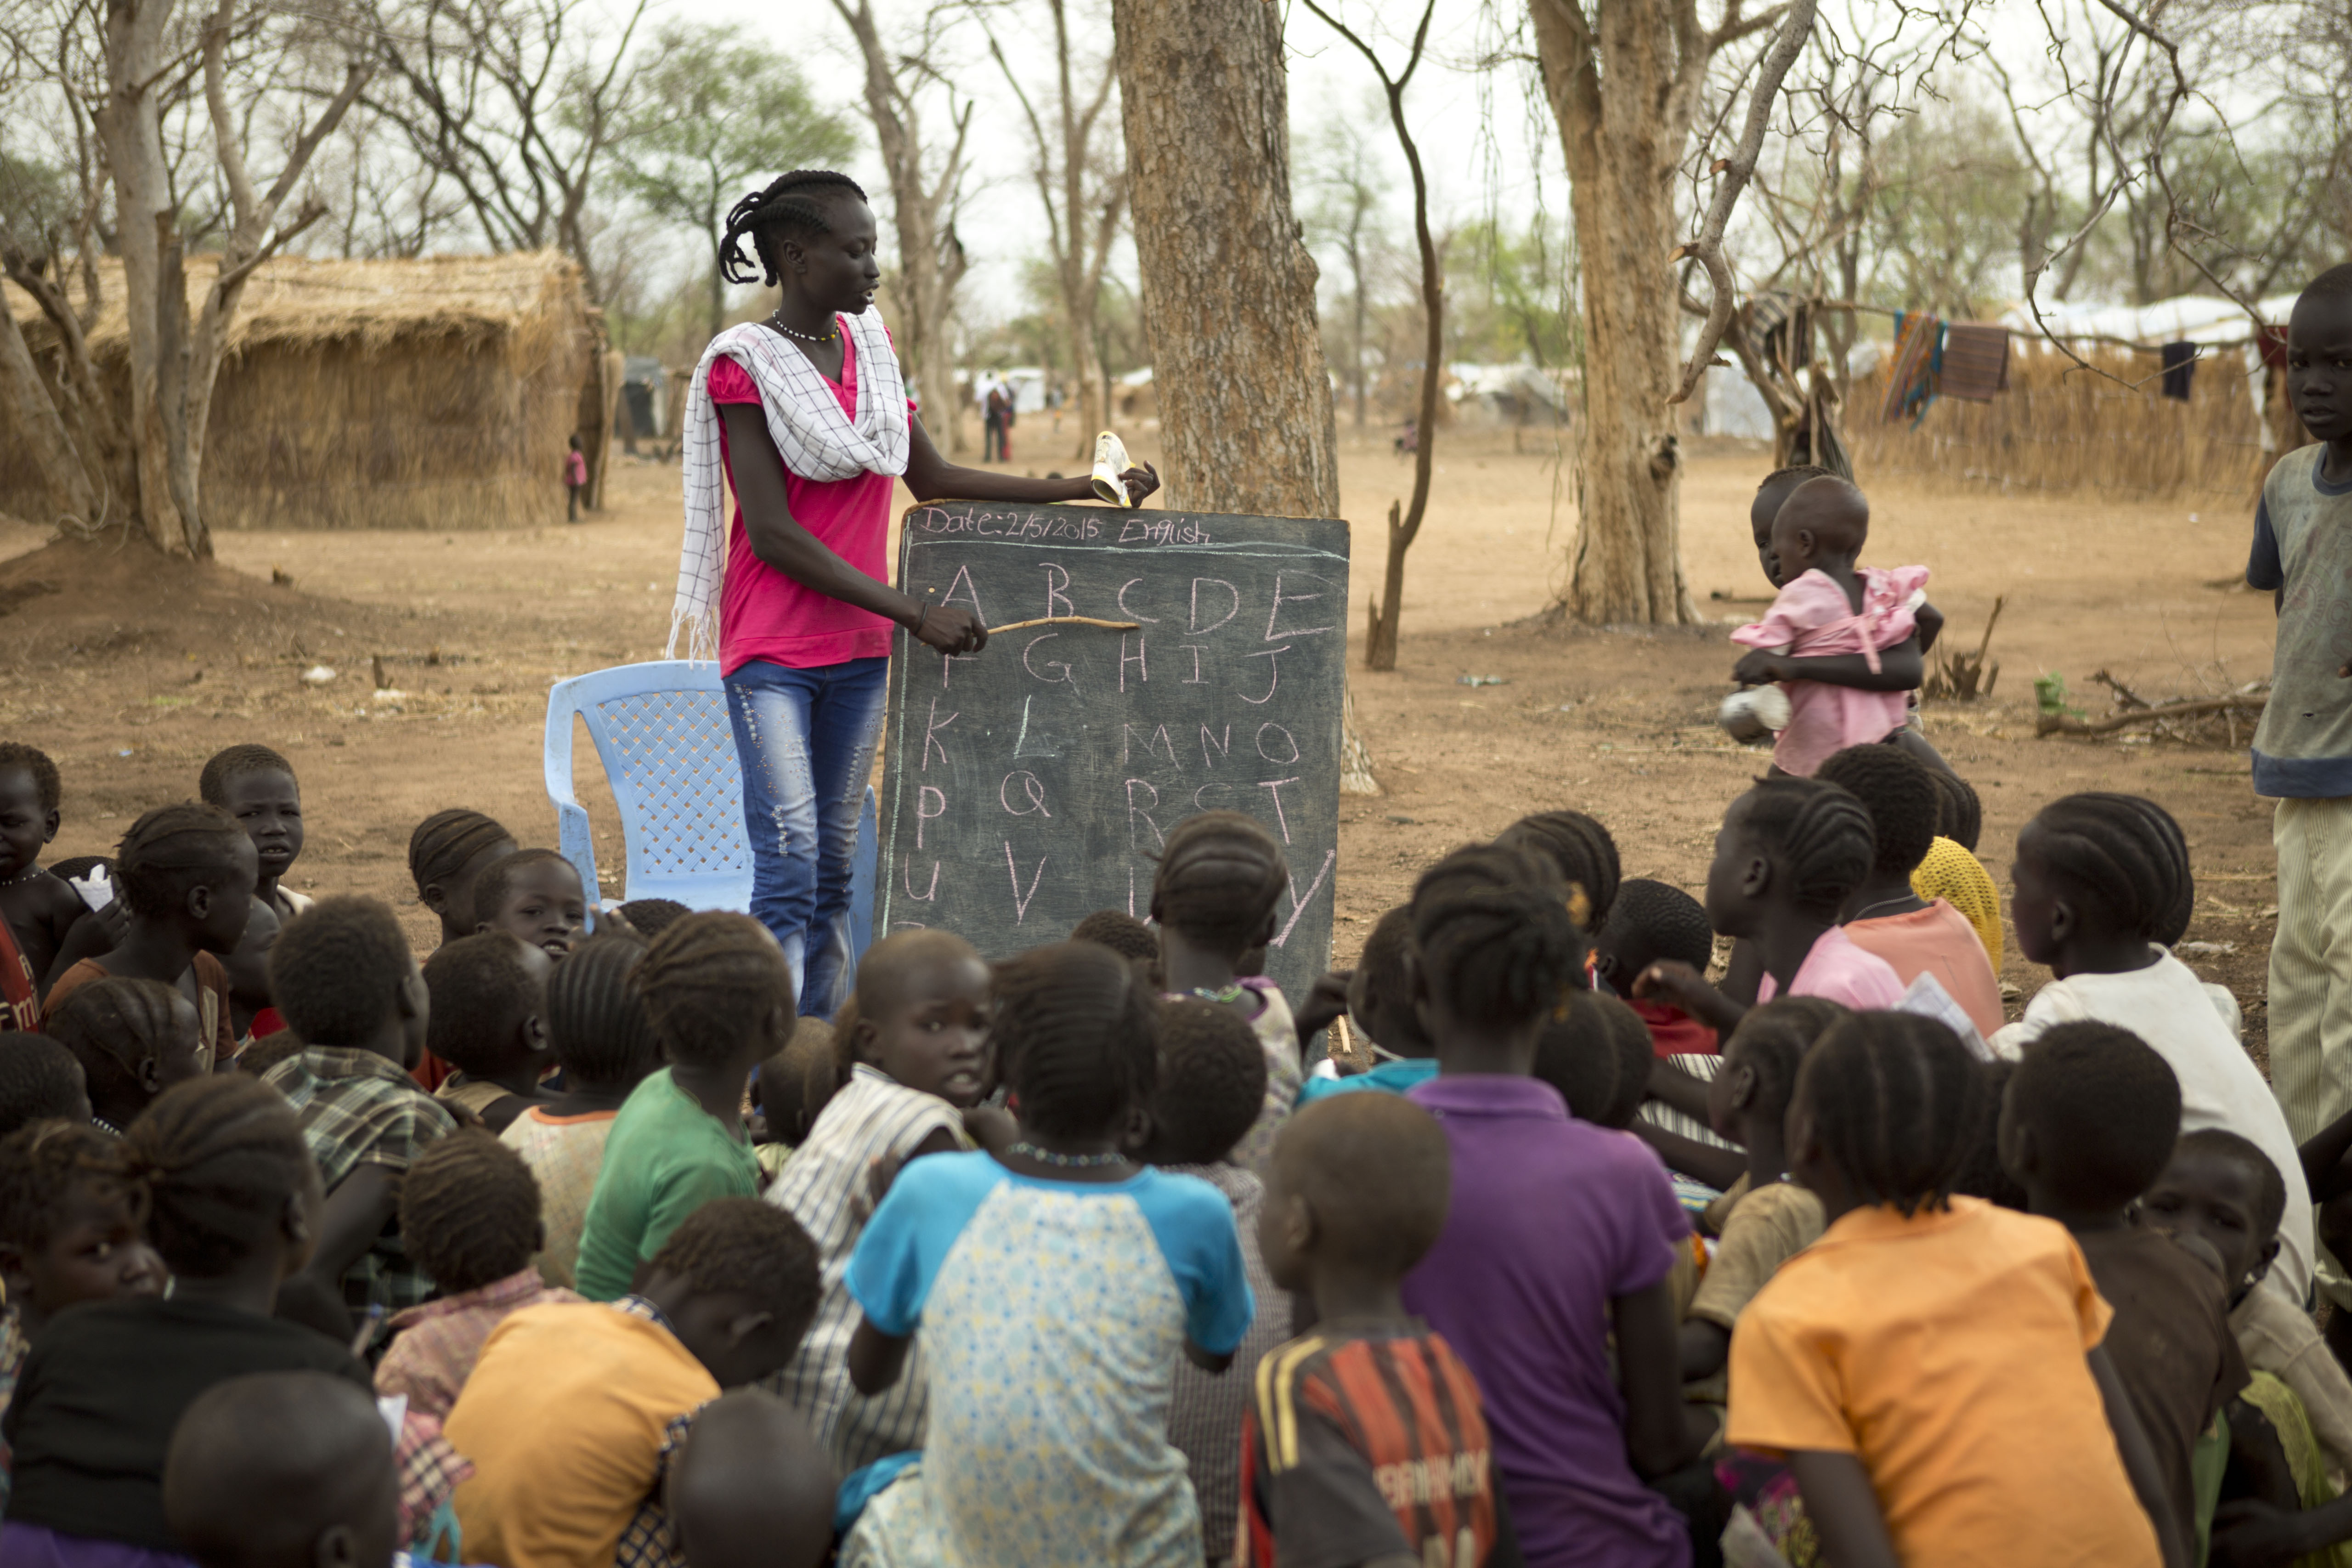 Date: 2/5/2015 English
A B C D E
F G H I J
K L M N O
P Q R S T
U V Y